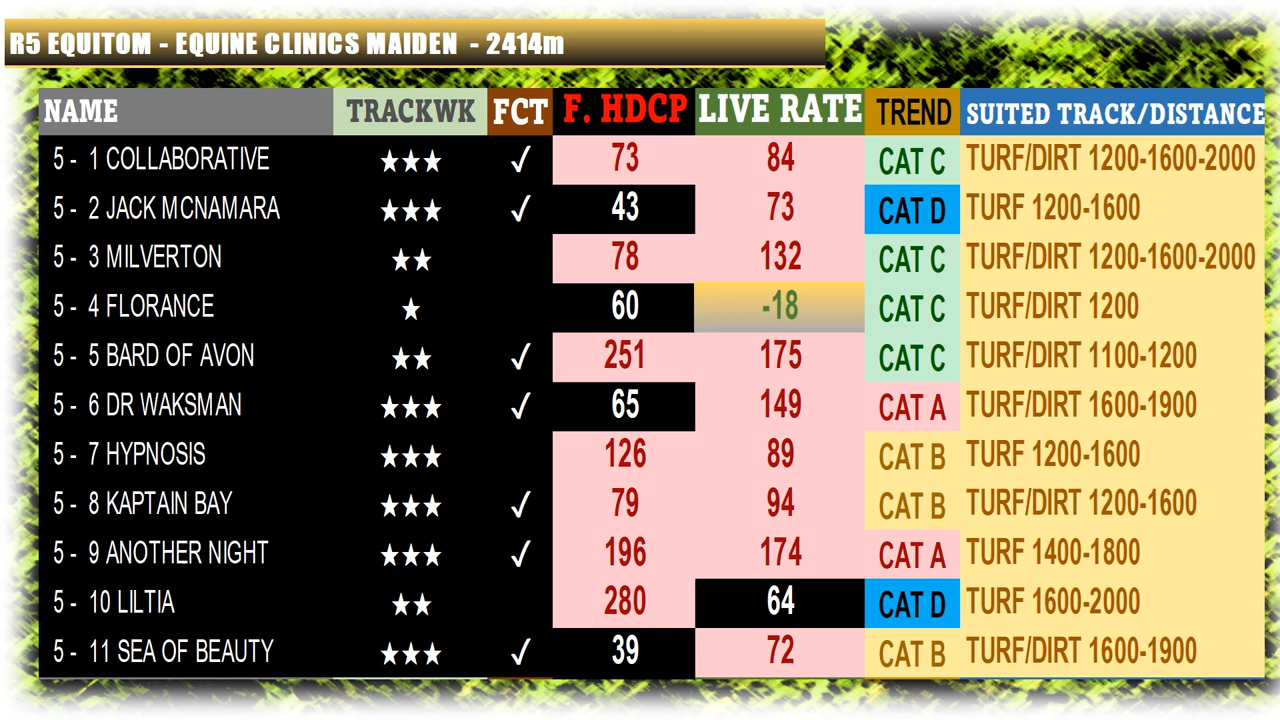 R5 EQUITOM - EQUINE CLINICS MAIDEN - 2414m
NAME TRACKWK FCT F. HDCP LIVE RATE TREND SUITED TRACK/DISTANCE
5 - 1 COLLABORATIVE ★★★ ✓ 73 84 CAT C TURF/DIRT 1200-1600-2000
5 - 2 JACK MCNAMARA ★★★ ✓ 43 73 CAT D TURF 1200-1600
5 - 3 MILVERTON ★★ 78 132 CAT C TURF/DIRT 1200-1600-2000
5 - 4 FLORANCE ★ 60 -18 CAT C TURF/DIRT 1200
5 - 5 BARD OF AVON ★★ ✓ 251 175 CAT C TURF/DIRT 1100-1200
5 - 6 DR WAKSMAN ★★★ ✓ 65 149 CAT A TURF/DIRT 1600-1900
5 - 7 HYPNOSIS ★★★ 126 89 CAT B TURF 1200-1600
5 - 8 KAPTAIN BAY ★★★ ✓ 79 94 CAT B TURF/DIRT 1200-1600
5 - 9 ANOTHER NIGHT ★★★ ✓ 196 174 CAT A TURF 1400-1800
5 - 10 LILTIA ★★ 280 64 CAT D TURF 1600-2000
5 - 11 SEA OF BEAUTY ★★★ ✓ 39 72 CAT B TURF/DIRT 1600-1900